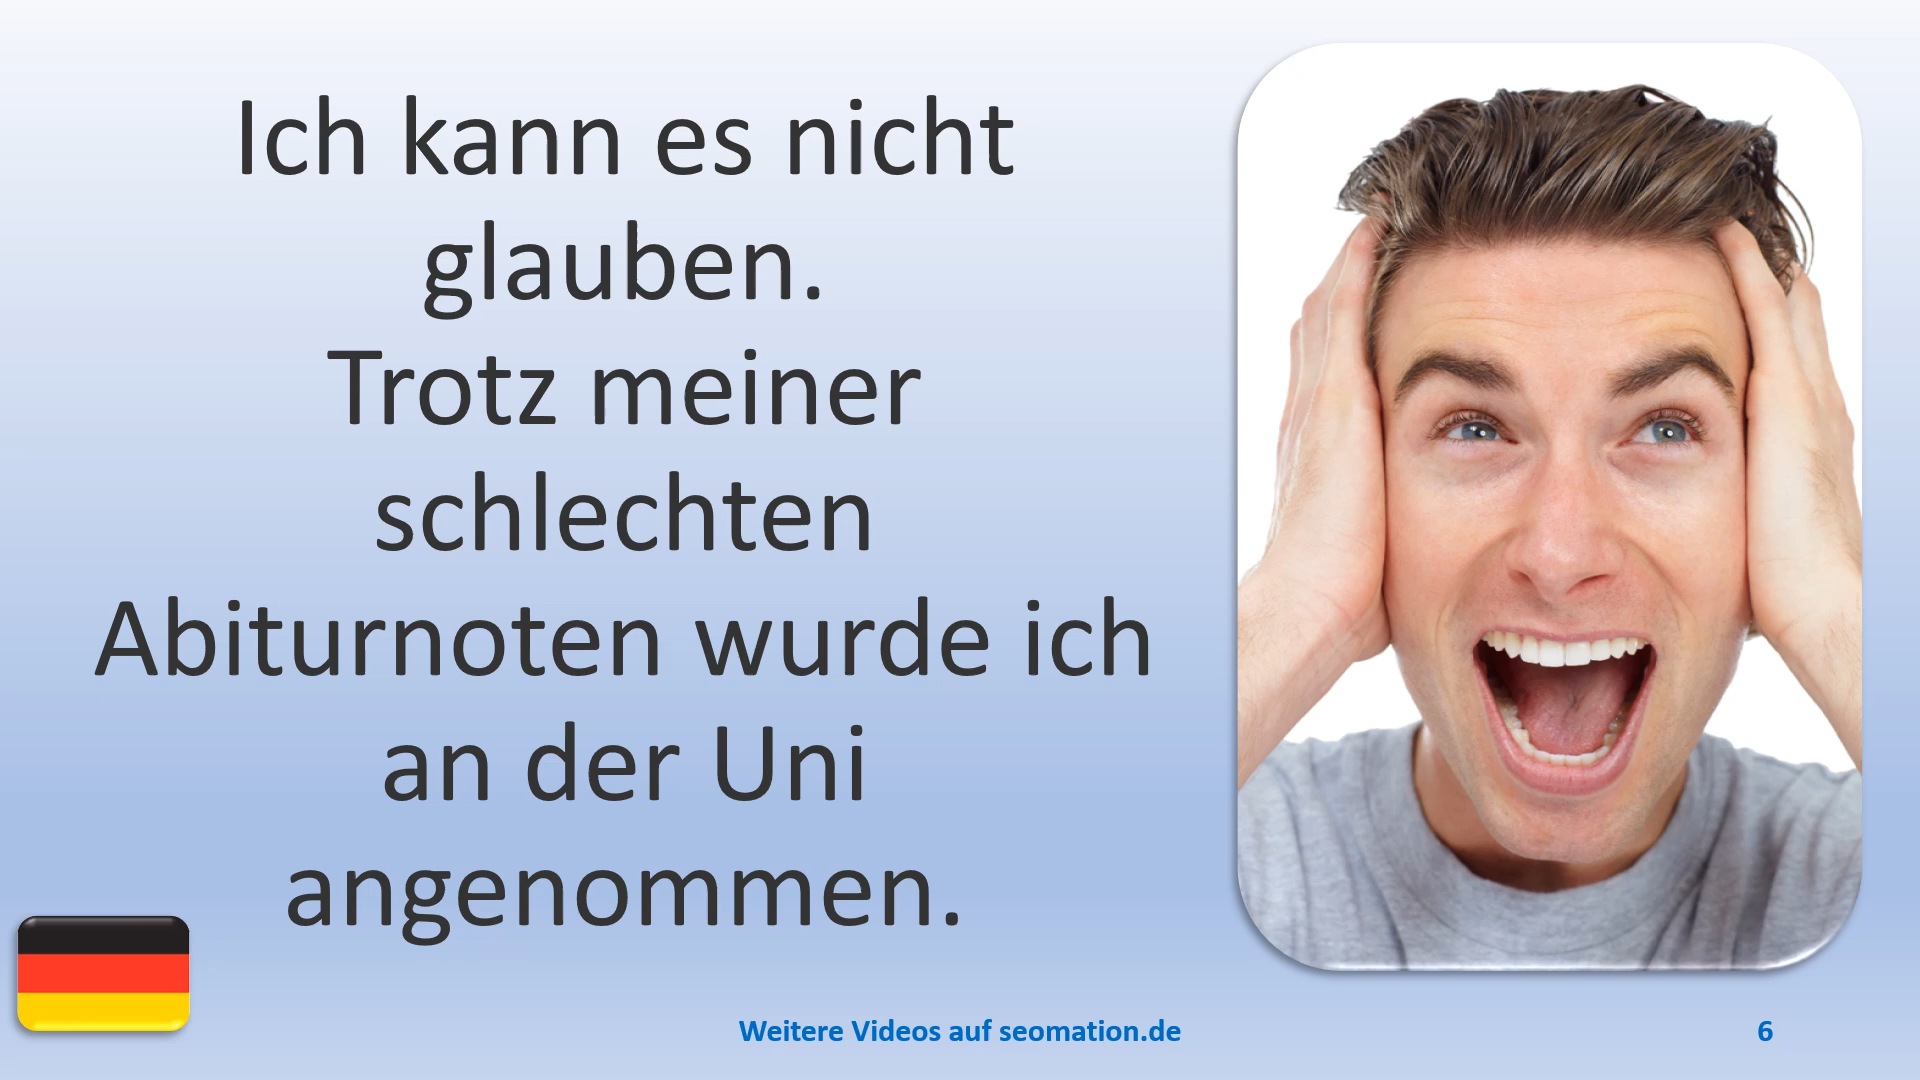 Ich kann es nicht
glauben.
Trotz meiner
schlechten
Abiturnoten wurde ich
an der Uni
angenommen.
Weitere Videos auf seomation.de
6